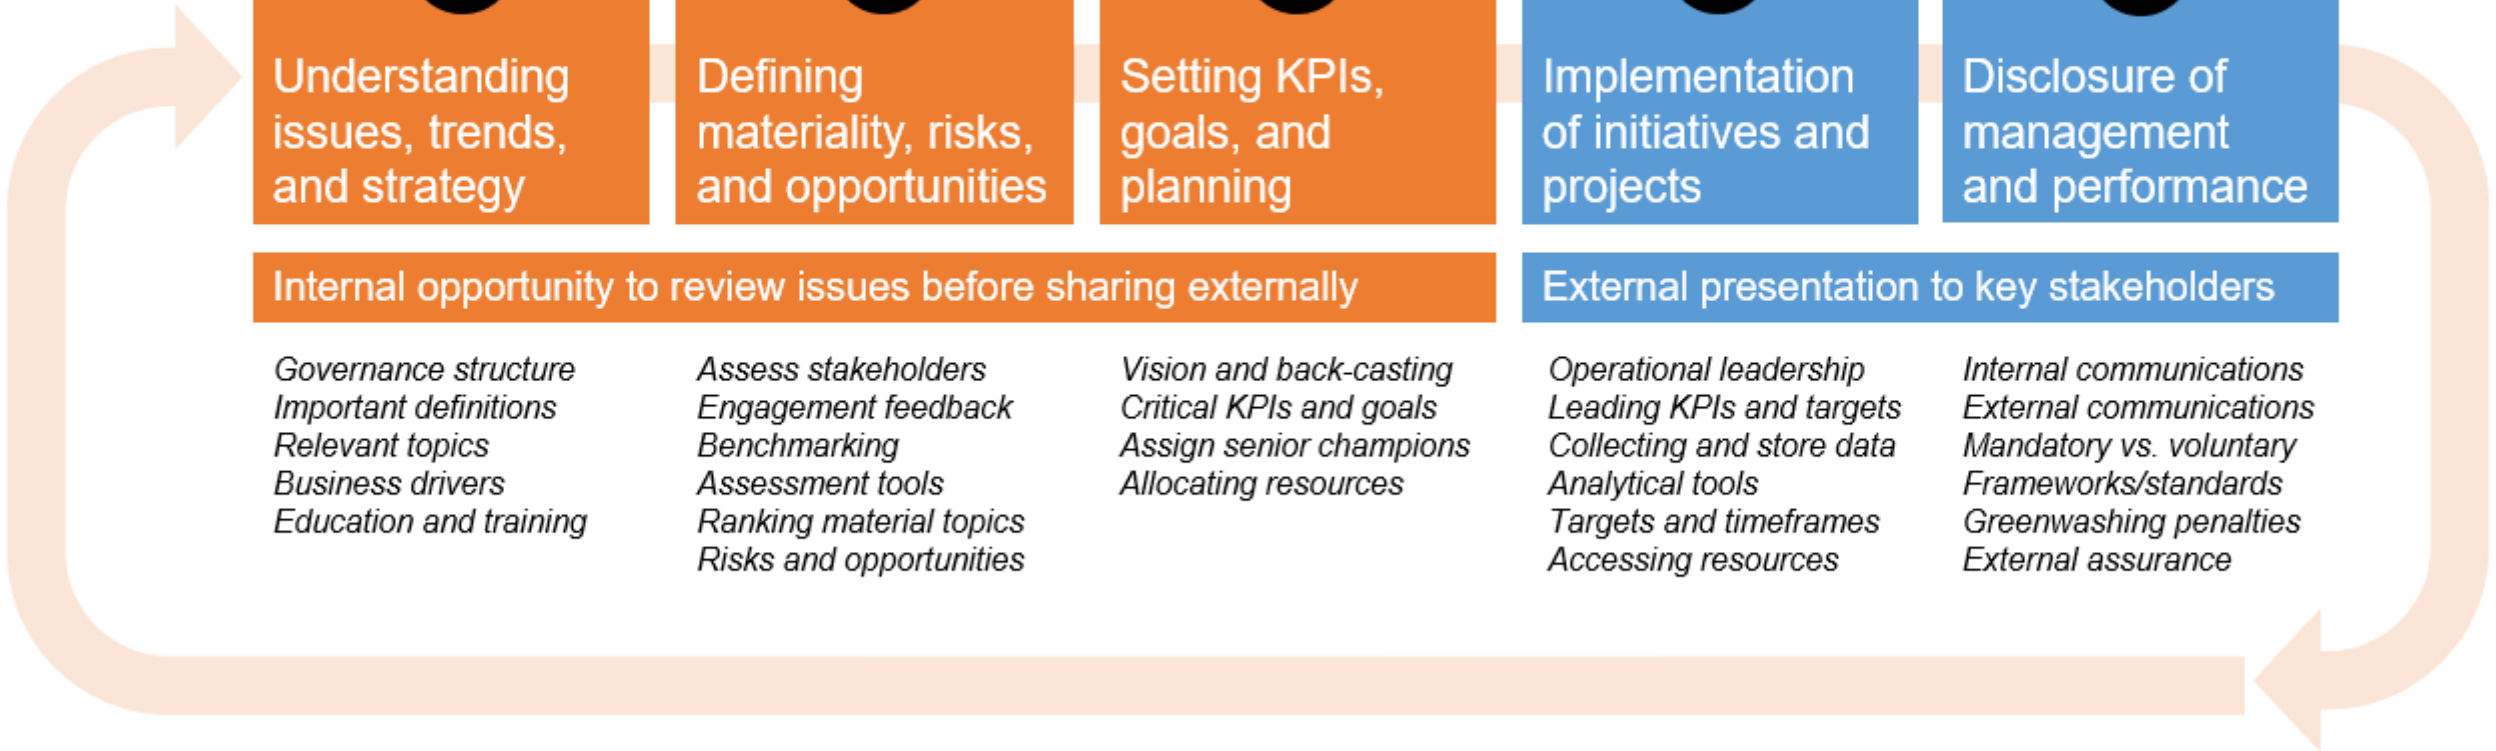 Understanding
issues, trends,
and strategy
Defining
materiality, risks,
and opportunities
Setting KPIs,
goals, and
planning
Implementation
of initiatives and
projects
Disclosure of
management
and performance
Internal opportunity to review issues before sharing externally
External presentation to key stakeholders
Governance structure
Important definitions
Relevant topics
Business drivers
Education and training
Assess stakeholders
Engagement feedback
Benchmarking
Assessment tools
Ranking material topics
Risks and opportunities
Vision and back-casting
Critical KPIs and goals
Assign senior champions
Allocating resources
Operational leadership
Leading KPIs and targets
Collecting and store data
Analytical tools
Targets and timeframes
Accessing resources
Internal communications
External communications
Mandatory vs. voluntary
Frameworks/standards
Greenwashing penalties
External assurance